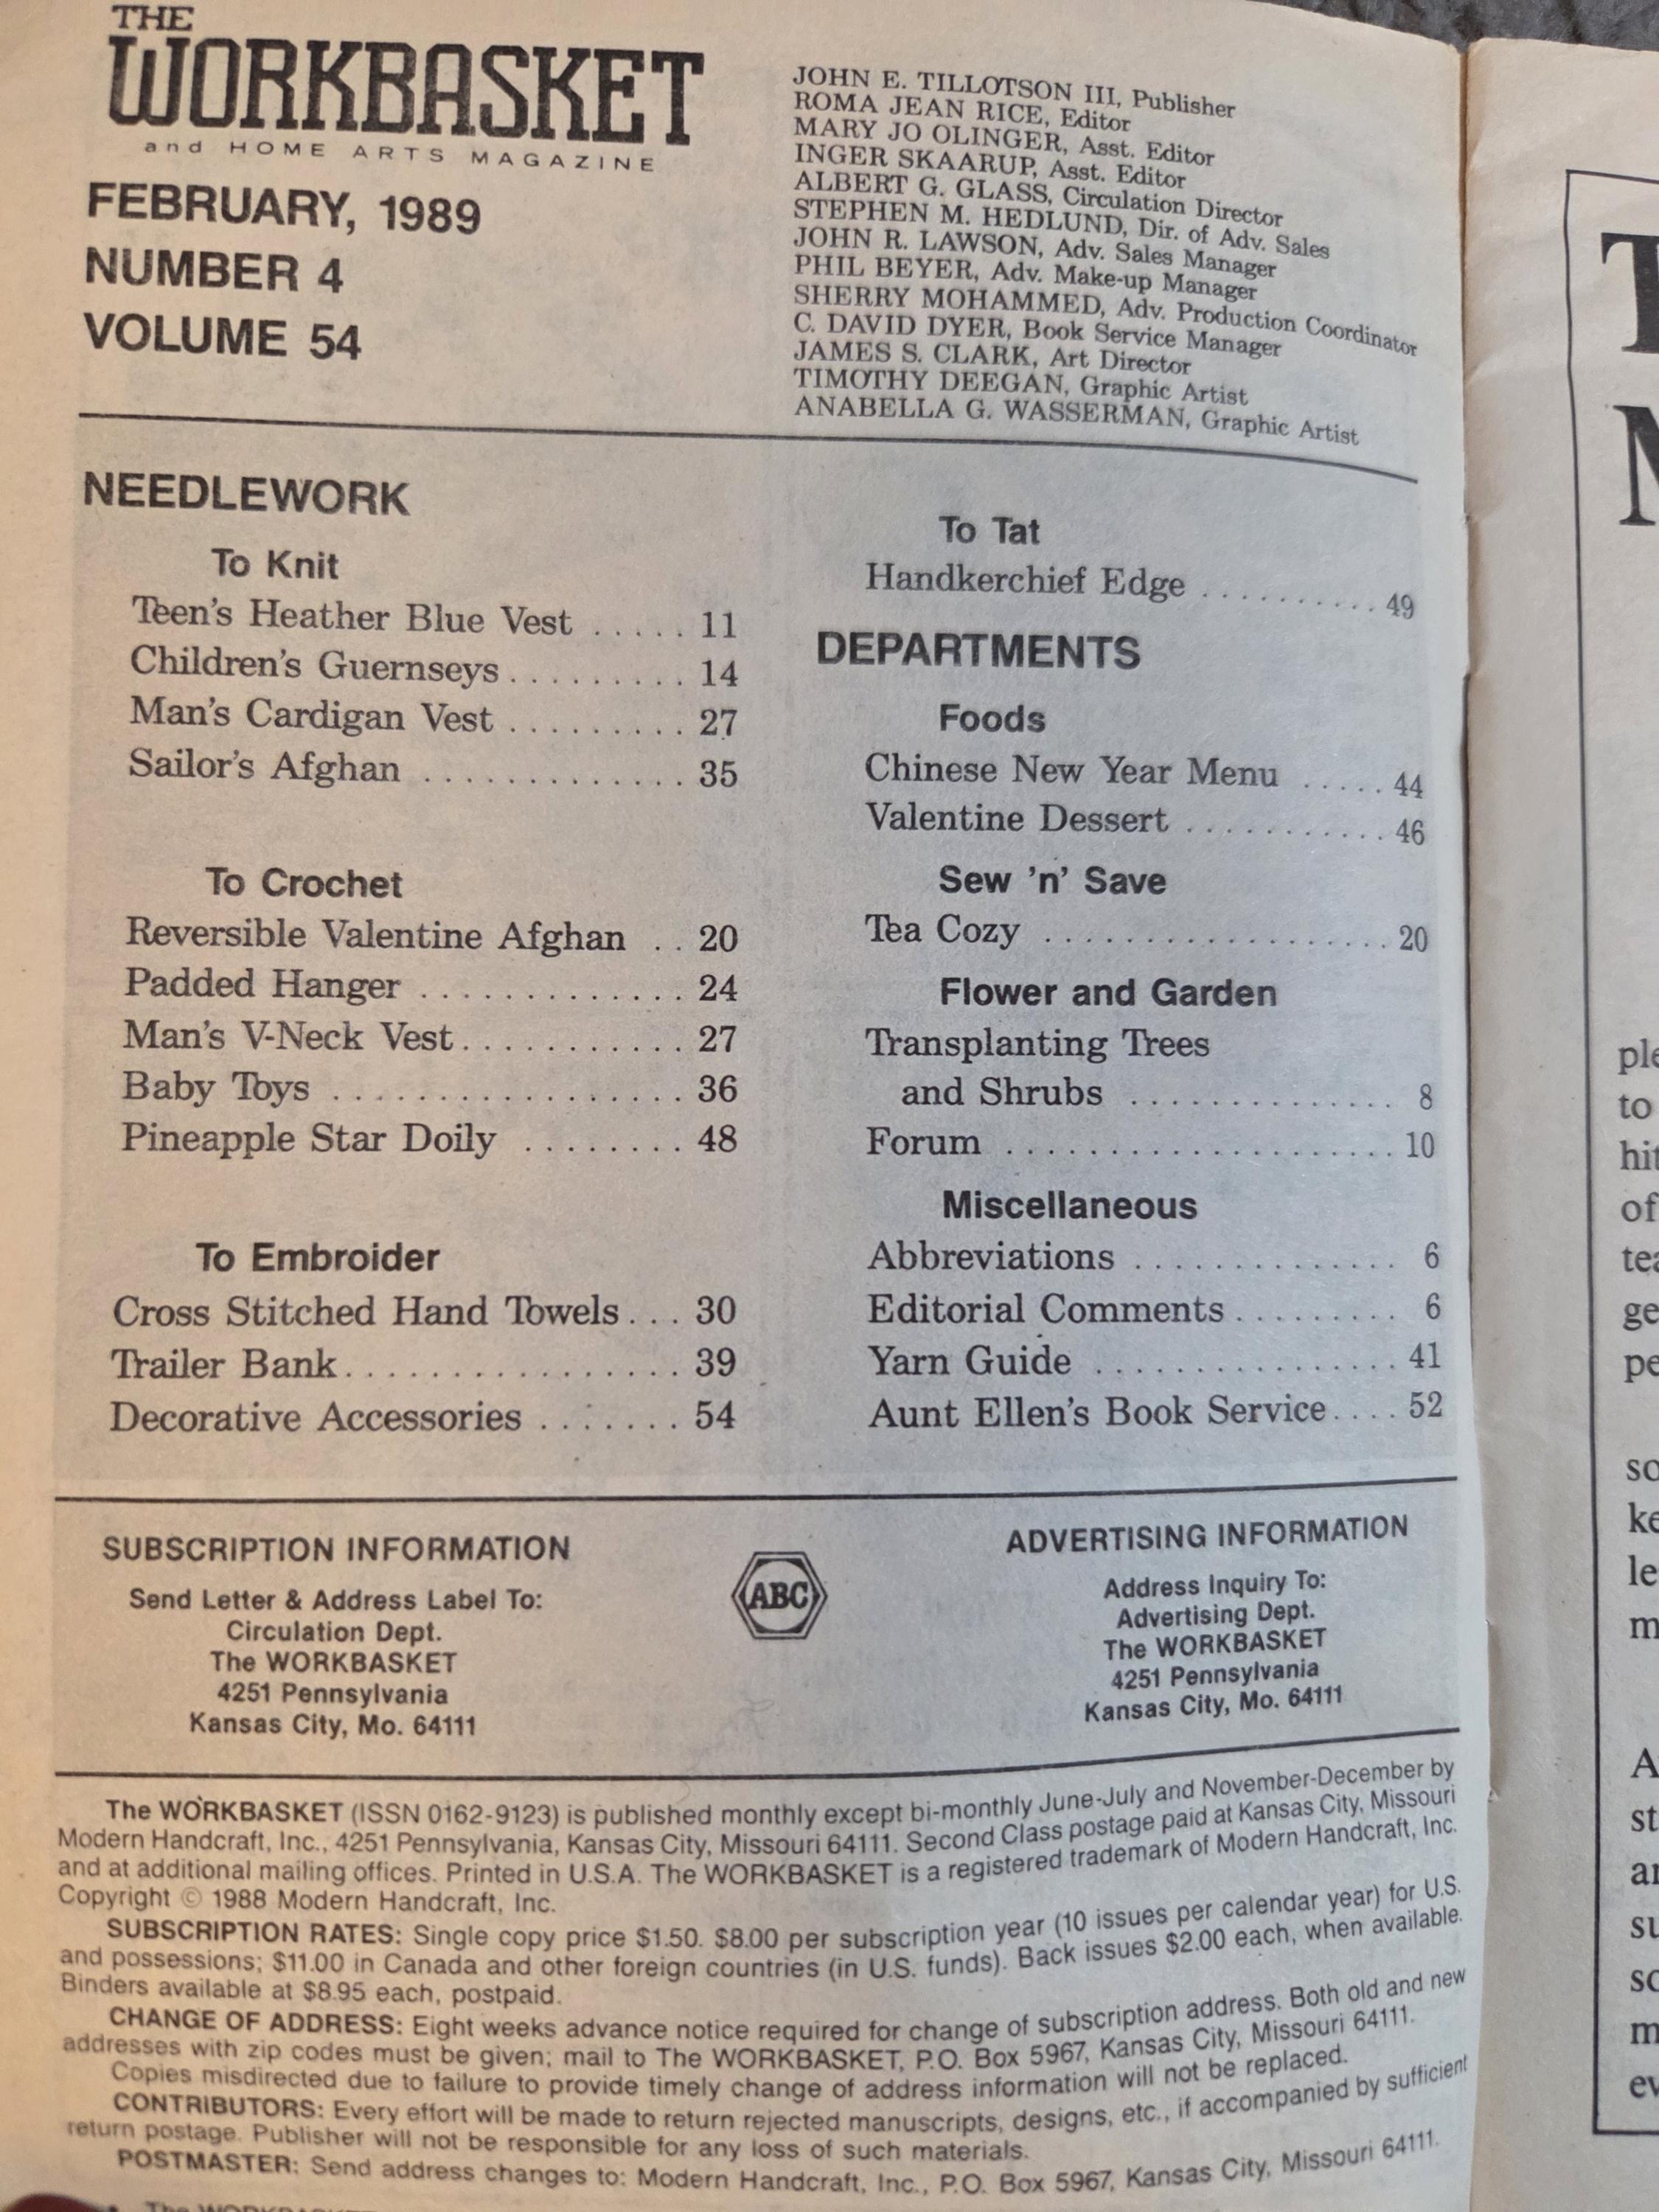 THE
WORKBASKET
and HOME ARTS MAGAZINE
FEBRUARY, 1989
NUMBER 4
VOLUME 54
JOHN E. TILLOTSON III, Publisher
ROMA JEAN RICE, Editor
MARY JO OLINGER, Asst. Editor
INGER SKAARUP, Asst. Editor
ALBERT G. GLASS, Circulation Director
STEPHEN M. HEDLUND, Dir. of Adv. Sales
JOHN R. LAWSON, Adv. Sales Manager
PHIL BEYER, Adv. Make-up Manager
SHERRY MOHAMMED, Adv. Production Coordinator
C. DAVID DYER, Book Service Manager
JAMES S. CLARK, Art Director
TIMOTHY DEEGAN, Graphic Artist
ANABELLA G. WASSERMAN, Graphic Artist
NEEDLEWORK
To Knit
Teen's Heather Blue Vest ..... 11
Children's Guernseys ......... 14
Man's Cardigan Vest ......... 27
Sailor's Afghan ............. 35
To Crochet
Reversible Valentine Afghan .. 20
Padded Hanger ............. 24
Man's V-Neck Vest........... 27
Baby Toys ................. 36
Pineapple Star Doily ........ 48
To Embroider
Cross Stitched Hand Towels... 30
Trailer Bank................ 39
Decorative Accessories ....... 54
To Tat
Handkerchief Edge .......... 49
DEPARTMENTS
Foods
Chinese New Year Menu ..... 44
Valentine Dessert ........... 46
Sew 'n' Save
Tea Cozy .................. 20
Flower and Garden
Transplanting Trees
and Shrubs .............. 8
Forum .................... 10
Miscellaneous
Abbreviations .............. 6
Editorial Comments ......... 6
Yarn Guide ................ 41
Aunt Ellen's Book Service.... 52
SUBSCRIPTION INFORMATION
Send Letter & Address Label To:
Circulation Dept.
The WORKBASKET
4251 Pennsylvania
Kansas City, Mo. 64111
ABC
ADVERTISING INFORMATION
Address Inquiry To:
Advertising Dept.
The WORKBASKET
4251 Pennsylvania
Kansas City, Mo. 64111
The WORKBASKET (ISSN 0162-9123) is published monthly except bi-monthly June-July and November-December by
Modern Handcraft, Inc., 4251 Pennsylvania, Kansas City, Missouri 64111. Second Class postage paid at Kansas City, Missouri
and at additional mailing offices. Printed in U.S.A. The WORKBASKET is a registered trademark of Modern Handcraft, Inc.
Copyright © 1988 Modern Handcraft, Inc.
SUBSCRIPTION RATES: Single copy price $1.50. $8.00 per subscription year (10 issues per calendar year) for U.S.
and possessions; $11.00 in Canada and other foreign countries (in U.S. funds). Back issues $2.00 each, when available.
Binders available at $8.95 each, postpaid.
CHANGE OF ADDRESS: Eight weeks advance notice required for change of subscription address. Both old and new
addresses with zip codes must be given; mail to The WORKBASKET, P.O. Box 5967, Kansas City, Missouri 64111.
Copies misdirected due to failure to provide timely change of address information will not be replaced.
CONTRIBUTORS: Every effort will be made to return rejected manuscripts, designs, etc., if accompanied by sufficient
return postage. Publisher will not be responsible for any loss of such materials.
POSTMASTER: Send address changes to: Modern Handcraft, Inc., P.O. Box 5967, Kansas City, Missouri 64111.